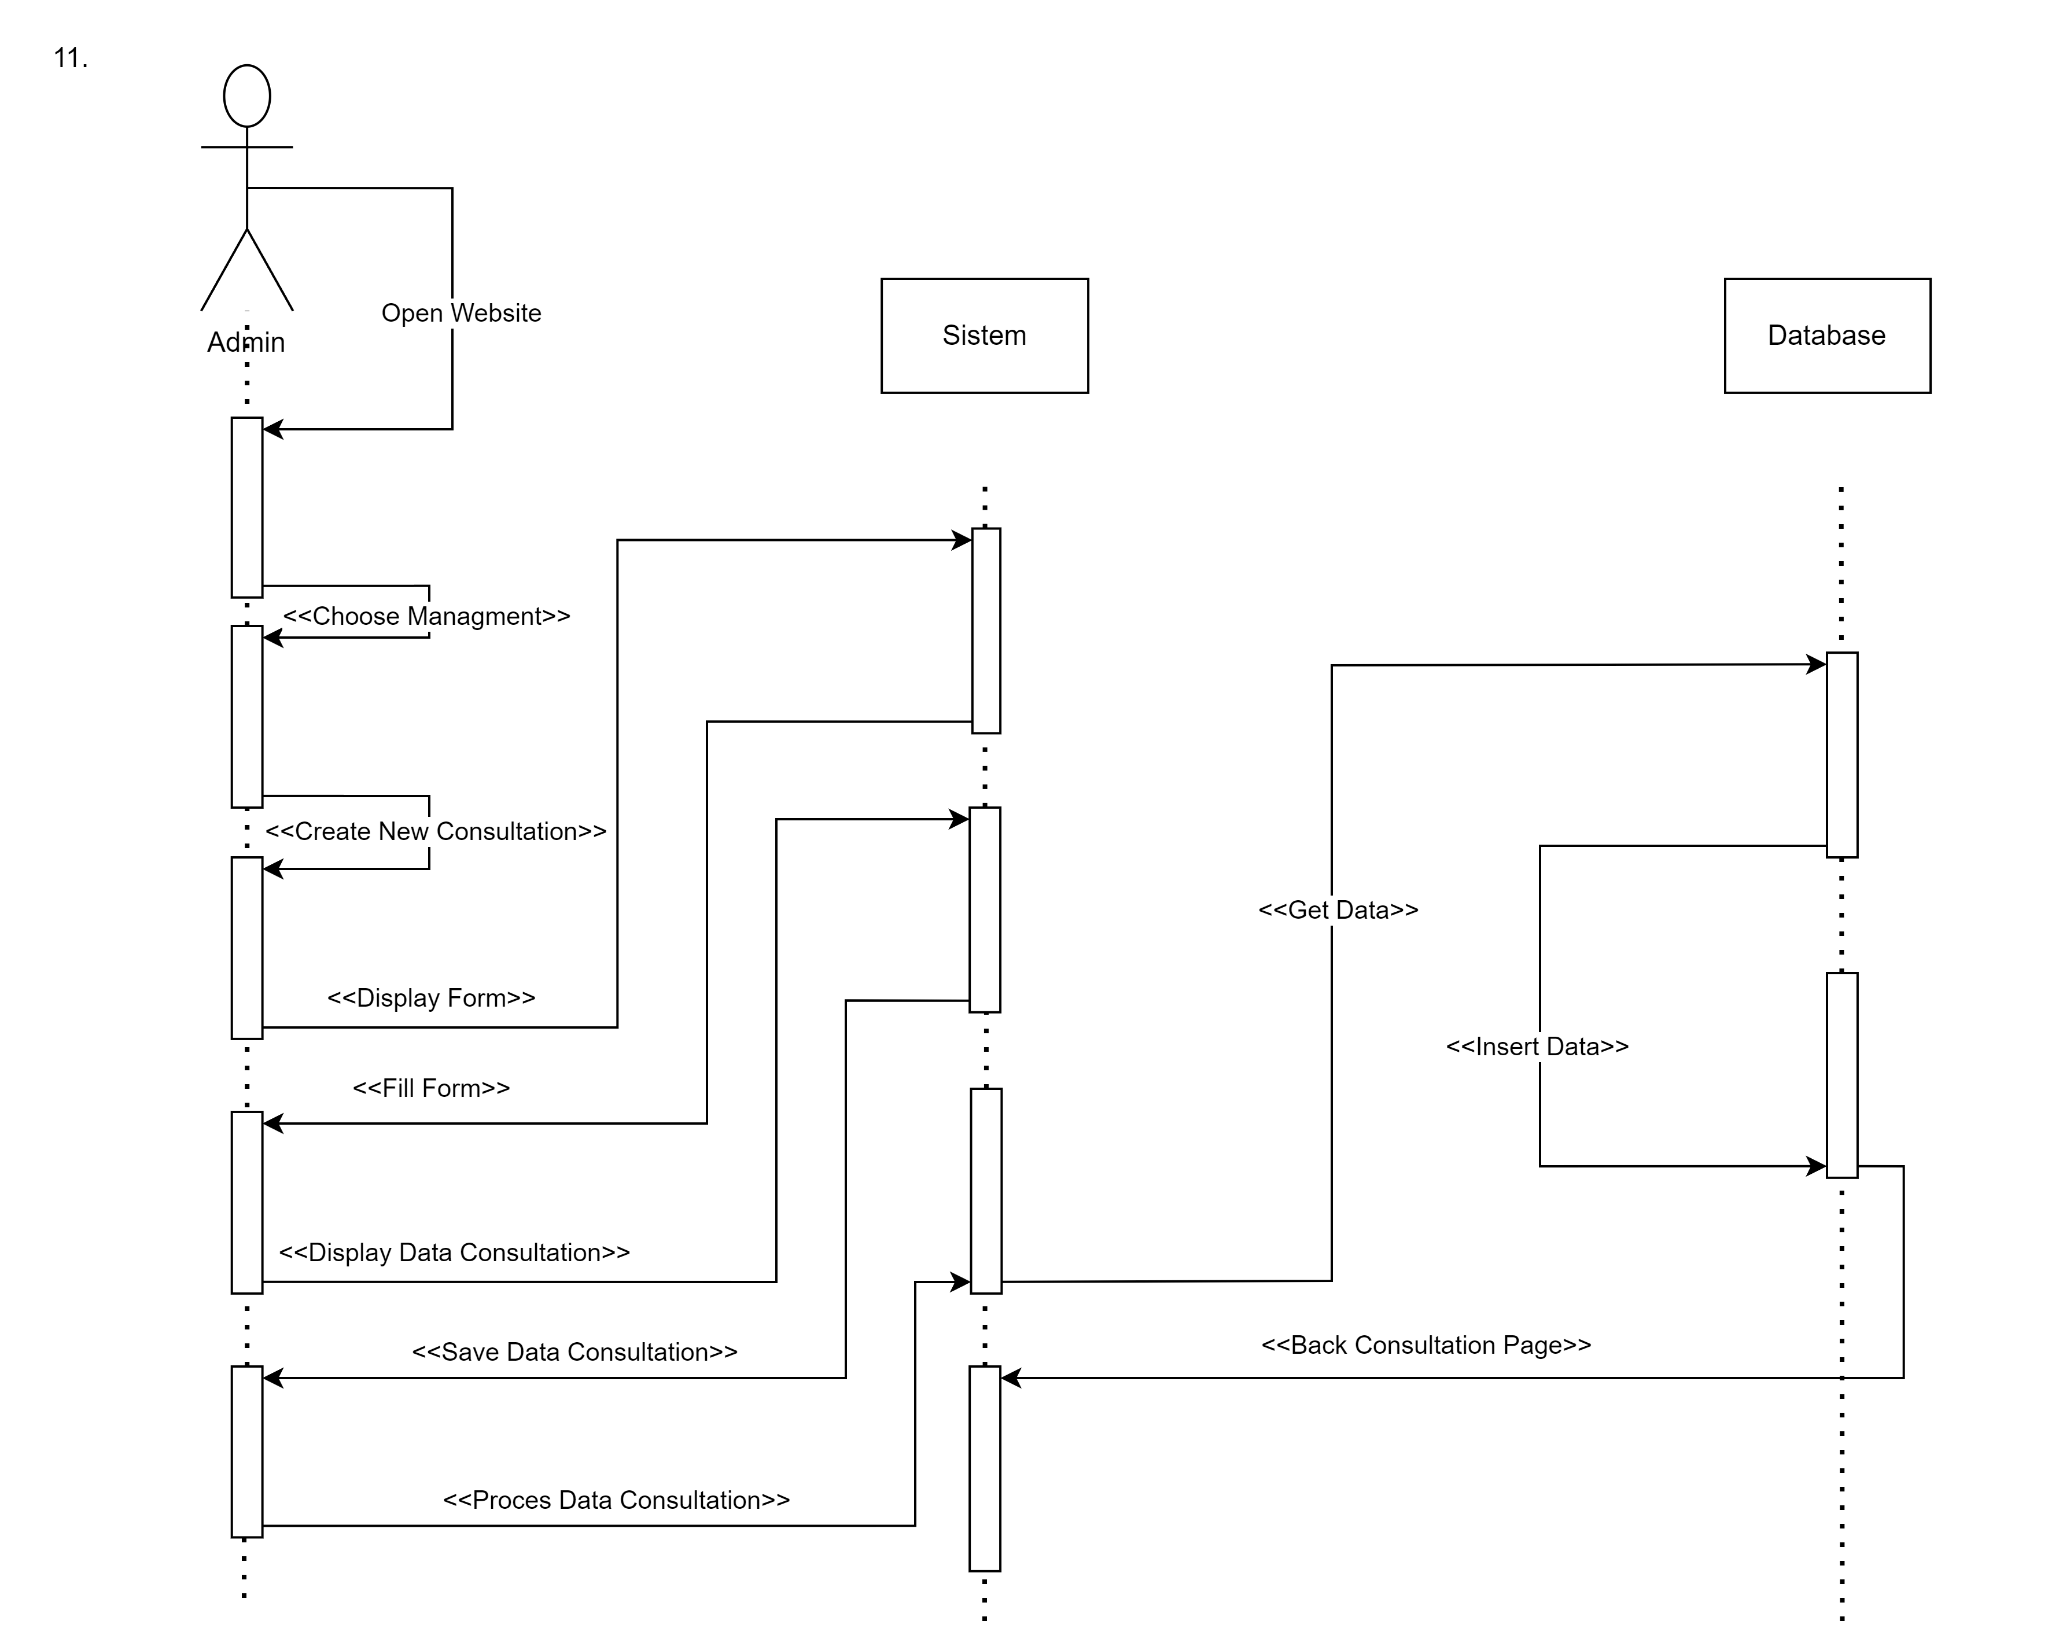 11.
Open Website
Admin
Sistem
Database
<<Choose Managment>>
<<Create New Consultation>>
<<Get Data>>
<<Display Form>>
<<Insert Data>>
<<Fill Form>>
<<Display Data Consultation>>
<<Save Data Consultation>>
<<Back Consultation Page>>
<<Proces Data Consultation>>